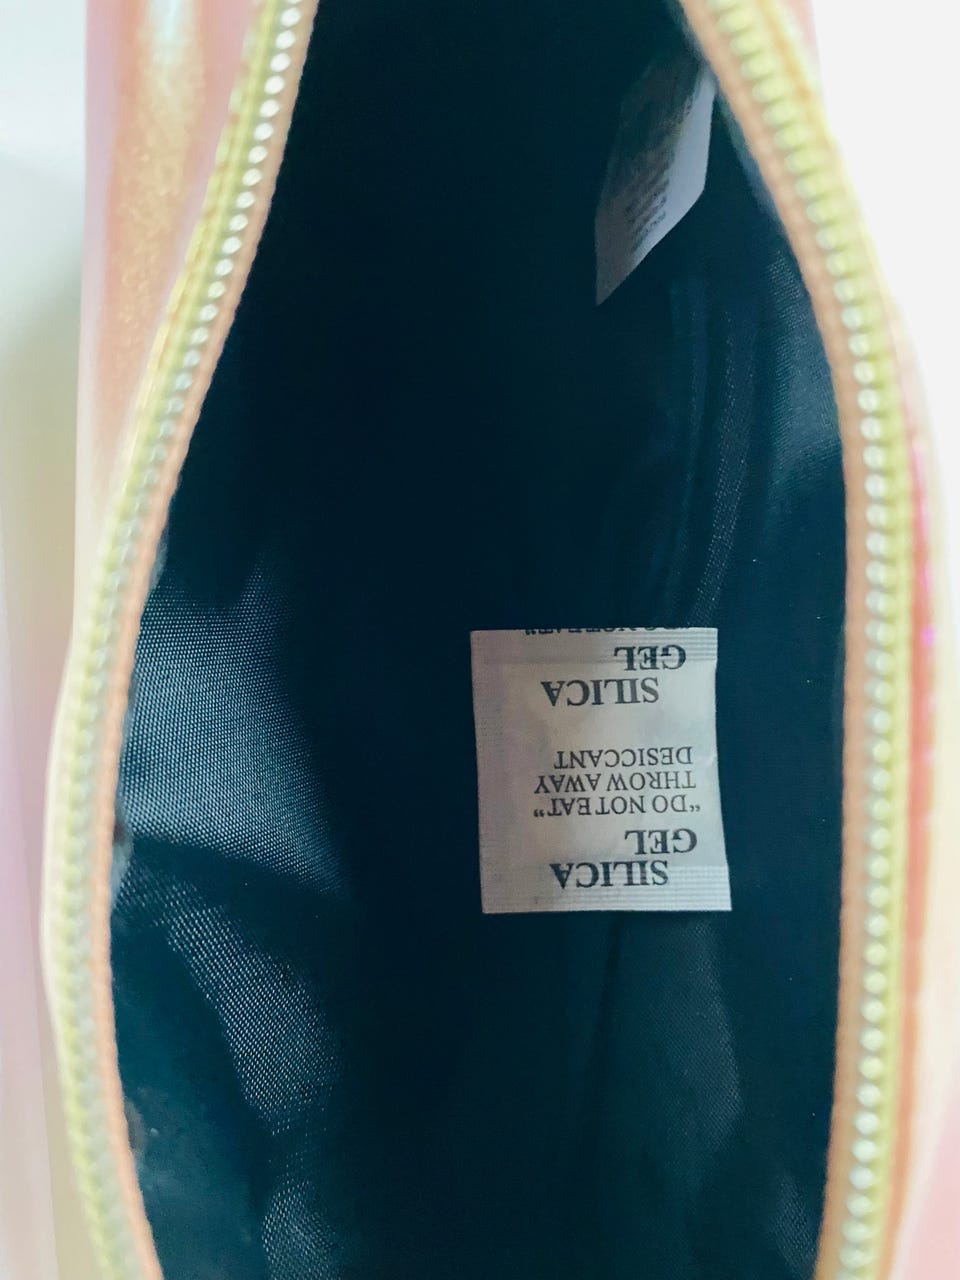 SILICA
GEL
"DO NOT EAT"
THROW AWAY
DESICCANT
SILICA
GEL